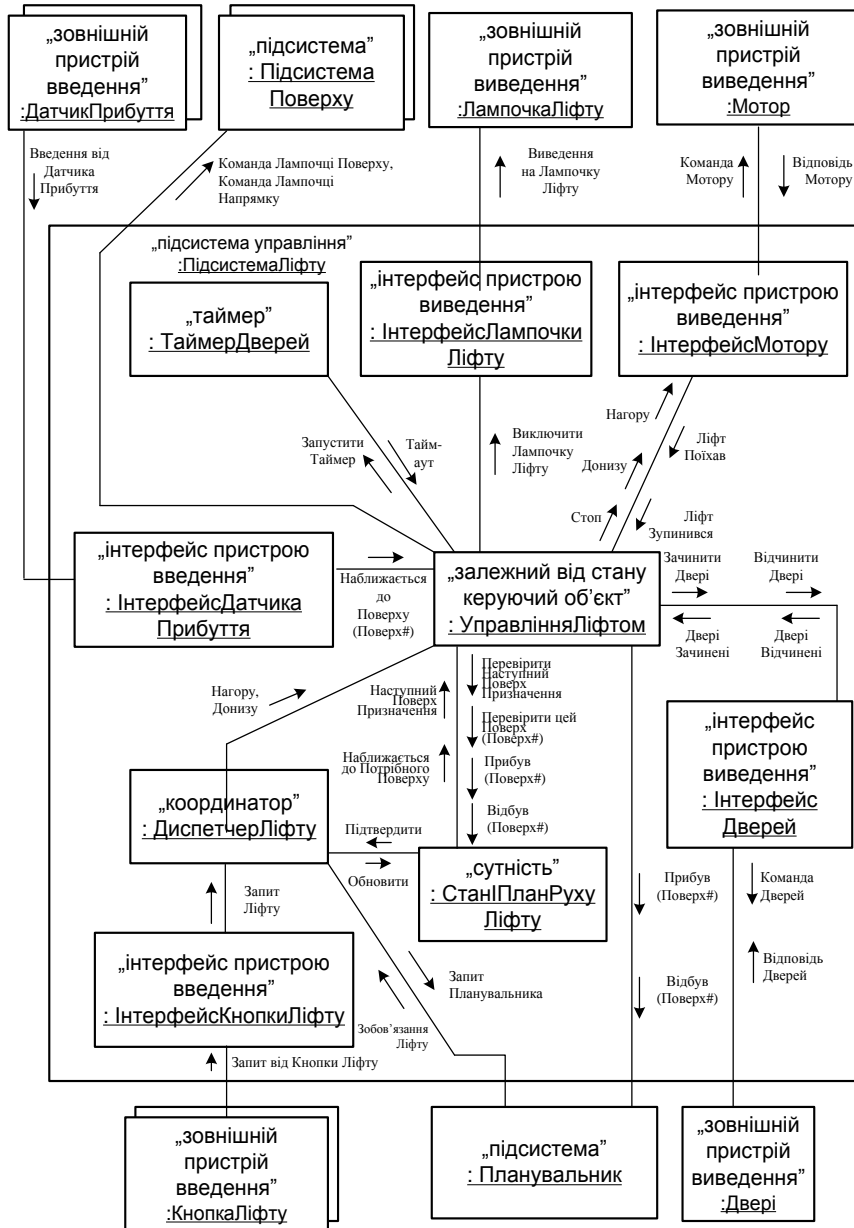 „зовнішній
пристрій
введення”
:ДатчикПрибуття
„підсистема”
: Підсистема
Поверху
„зовнішній
пристрій
виведення”
:ЛампочкаЛіфту
„зовнішній
пристрій
виведення”
:Мотор
Введення від
Датчика
Прибуття
Команда Лампочці Поверху,
Команда Лампочці
Напрямку
Виведення
на Лампочку
Ліфту
Команда
Мотору
Відповідь
Мотору
„підсистема управління”
:ПідсистемаЛіфту
„таймер”
: ТаймерДверей
„інтерфейс пристрою
виведення”
: ІнтерфейсЛампочки
Ліфту
„інтерфейс пристрою
виведення”
: ІнтерфейсМотору
Запустити
Таймер
Тайм-
аут
Виключити
Лампочку
Ліфту
Нагору
Донизу
Стоп
Ліфт
Поїхав
Ліфт
Зупинився
„інтерфейс пристрою
введення”
: ІнтерфейсДатчика
Прибуття
Наближається
до
Поверху
(Поверх#)
„залежний від стану
керуючий об’єкт”
: УправлінняЛіфтом
Зачинити
Двері
Відчинити
Двері
Двері
Зачинені
Двері
Відчинені
Нагору,
Донизу
Наступний
Поверх
Призначення
Перевірити
Наступний
Поверх
Призначення
Перевірити цей
Поверх
(Поверх#)
Наближається
до Потрібного
Поверху
Прибув
(Поверх#)
Відбув
(Поверх#)
„інтерфейс
пристрою
виведення”
: Інтерфейс
Дверей
„координатор”
: ДиспетчерЛіфту
Підтвердити
Обновити
„сутність”
: СтанІПланРуху
Ліфту
Запит
Ліфту
Прибув
(Поверх#)
Команда
Дверей
„інтерфейс пристрою
введення”
: ІнтерфейсКнопкиЛіфту
Запит
Планувальника
Зобов’язання
Ліфту
Відбув
(Поверх#)
Відповідь
Дверей
Запит від Кнопки Ліфту
„зовнішній
пристрій
введення”
:КнопкаЛіфту
„підсистема”
: Планувальник
„зовнішній
пристрій
виведення”
:Двері